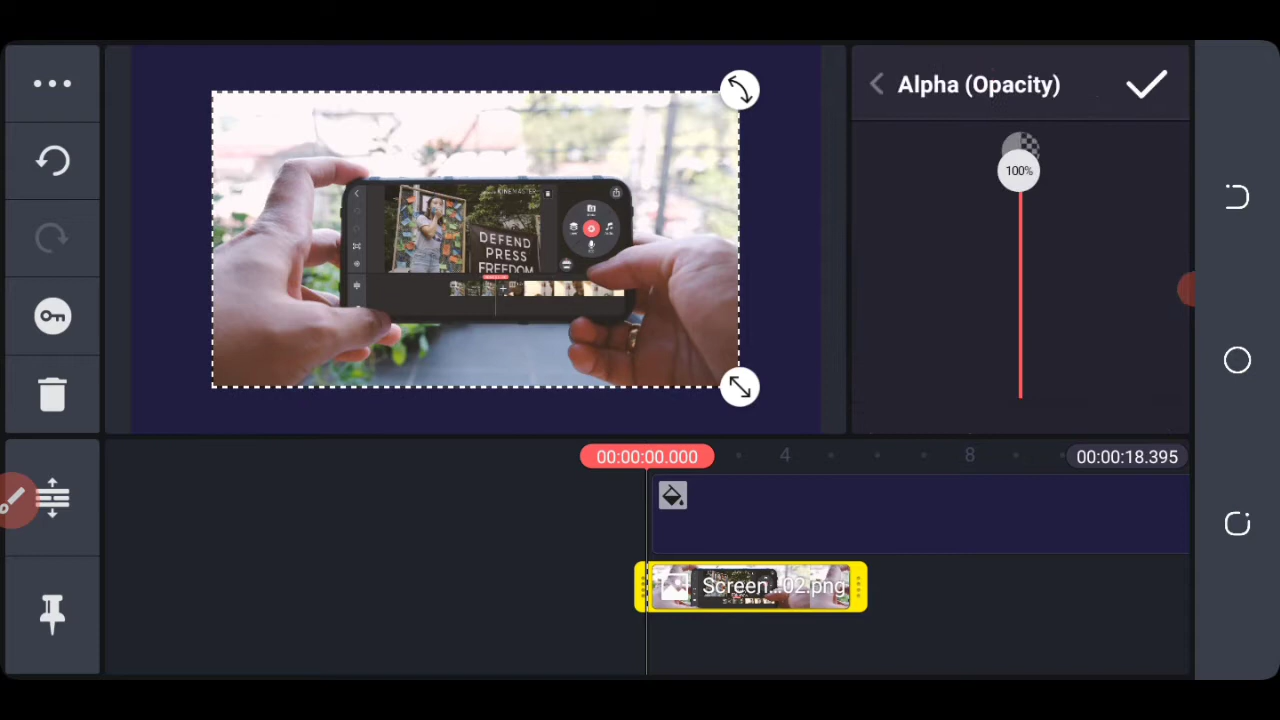 Alpha (Opacity)
100%
KINEMASTER
DEFEND
PRESS
FREEDOM
00:00:00.000
4
8
00:00:18.395
Screen...02.png